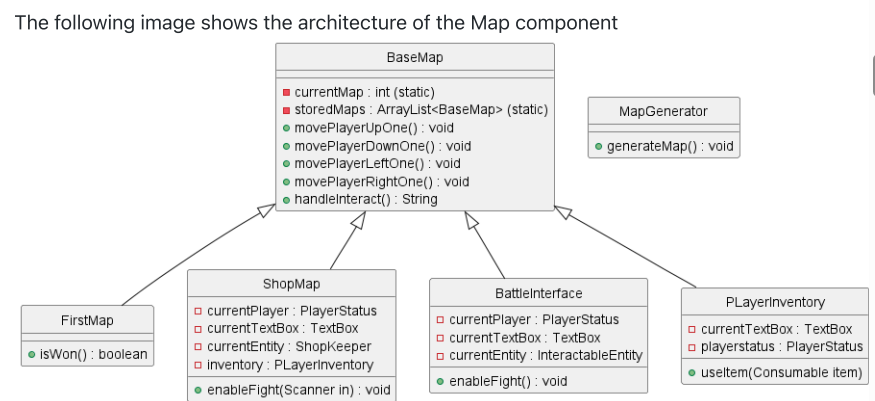 The following image shows the architecture of the Map component
BaseMap
currentMap : int (static)
storedMaps : ArrayList<BaseMap> (static)
movePlayerUpOne() : void
movePlayerDownOne() : void
movePlayerLeftOne() : void
movePlayerRightOne() : void
handleInteract() : String
MapGenerator
generateMap() : void
FirstMap
isWon() : boolean
ShopMap
currentPlayer : PlayerStatus
currentTextBox : TextBox
currentEntity : ShopKeeper
inventory : PLayerInventory
enableFight(Scanner in) : void
BattleInterface
currentPlayer : PlayerStatus
currentTextBox : TextBox
currentEntity : InteractableEntity
enableFight() : void
PLayerInventory
currentTextBox : TextBox
playerstatus : PlayerStatus
useItem(Consumable item)